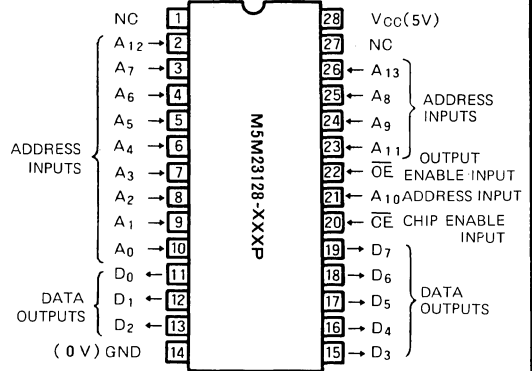 NC 1
A12 → 2
A7 → 3
A6 → 4
A5 → 5
A4 → 6
A3 → 7
A2 → 8
A1 → 9
A0 → 10
D0 ← 11
D1 ← 12
D2 ← 13
(0V) GND 14
ADDRESS
INPUTS
DATA
OUTPUTS
M5M23128-XXXP
28 VCC(5V)
27 NC
26 ← A13
25 ← A8
24 ← A9
23 ← A11
ADDRESS
INPUTS
22 ← O̅E̅ OUTPUT
ENABLE INPUT
21 ← A10 ADDRESS INPUT
20 ← C̅E̅ CHIP ENABLE
INPUT
19 → D7
18 → D6
17 → D5
16 → D4
15 → D3
DATA
OUTPUTS